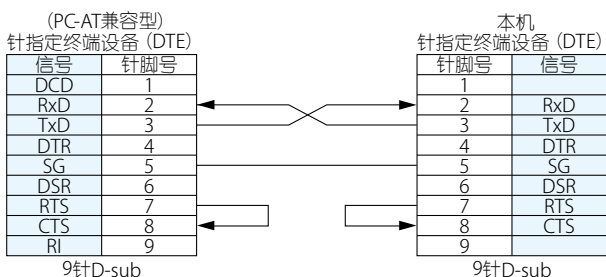 (PC-AT兼容型)
针指定终端设备 (DTE)
信号 针脚号
DCD 1
RxD 2
TxD 3
DTR 4
SG 5
DSR 6
RTS 7
CTS 8
RI 9
9针D-sub
本机
针指定终端设备 (DTE)
针脚号 信号
1
2 RxD
3 TxD
4 DTR
5 SG
6 DSR
7 RTS
8 CTS
9
9针D-sub